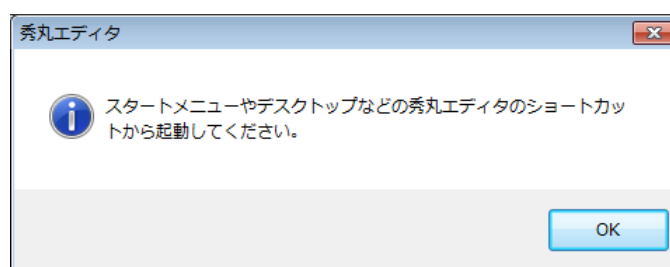 秀丸エディタ
スタートメニューやデスクトップなどの秀丸エディタのショートカッ
トから起動してください。
OK